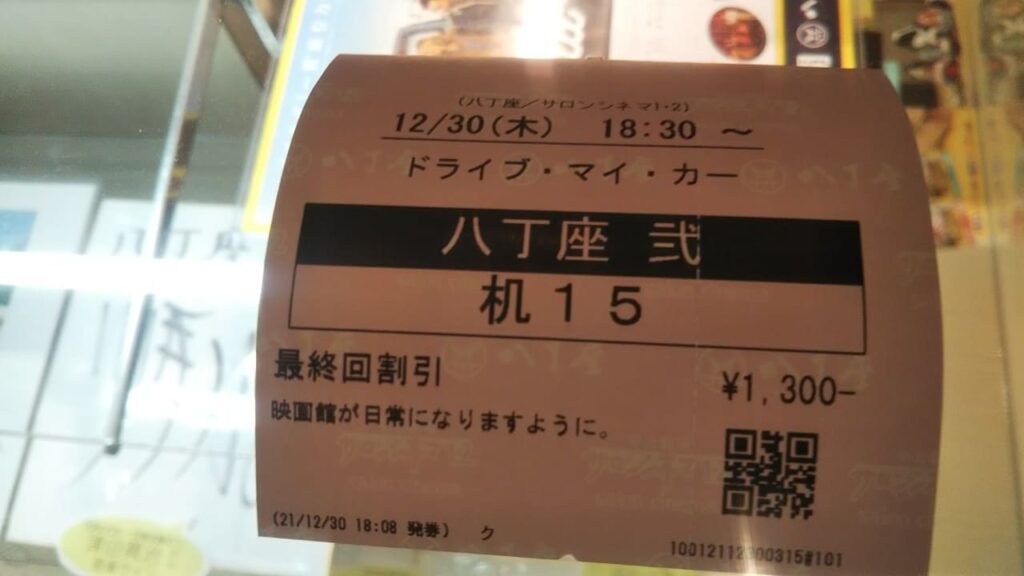 (八丁座／サロンシネマ1・2)
12/30(木) 18:30 ～
ドライブ・マイ・カー
八丁座 弐
机15
最終回割引
¥1,300-
映画館が日常になりますように。
(21/12/30 18:08 発券) ク
八丁座